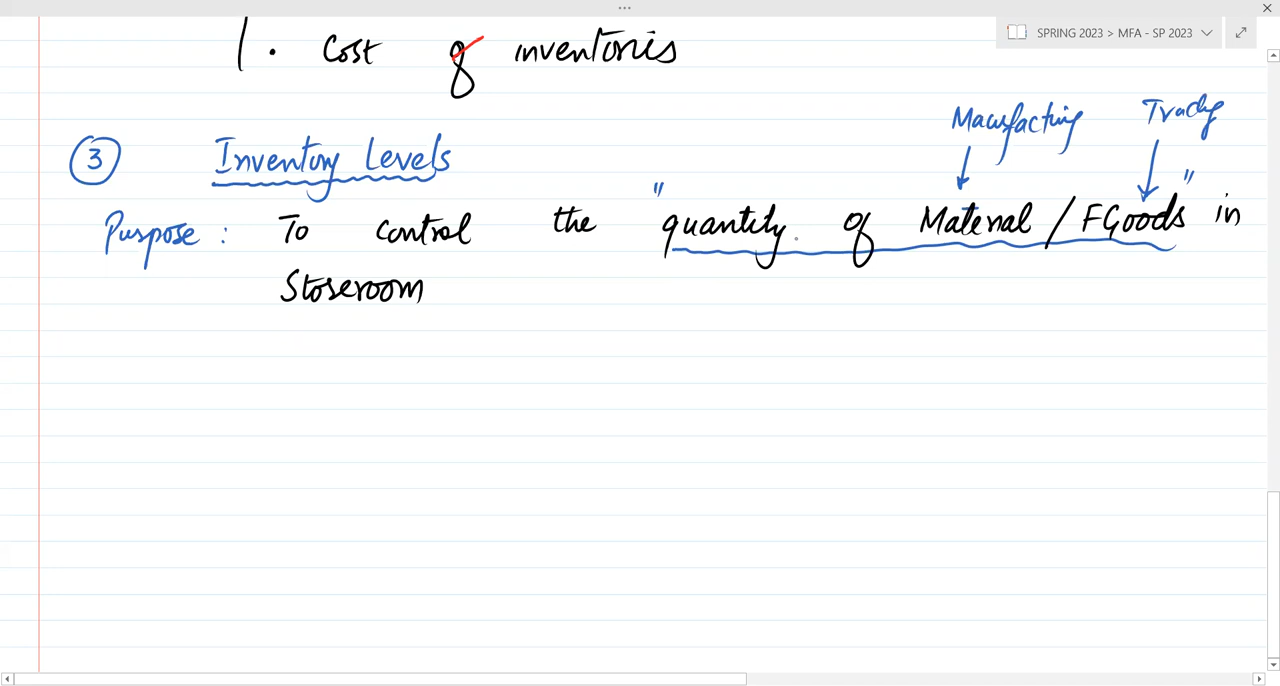 SPRING 2023 > MFA - SP 2023
1. Cost of inventories
Manufacturing Trading
3 Inventory Levels
Purpose : To control the "quantity of Material / FGoods" in
Storeroom